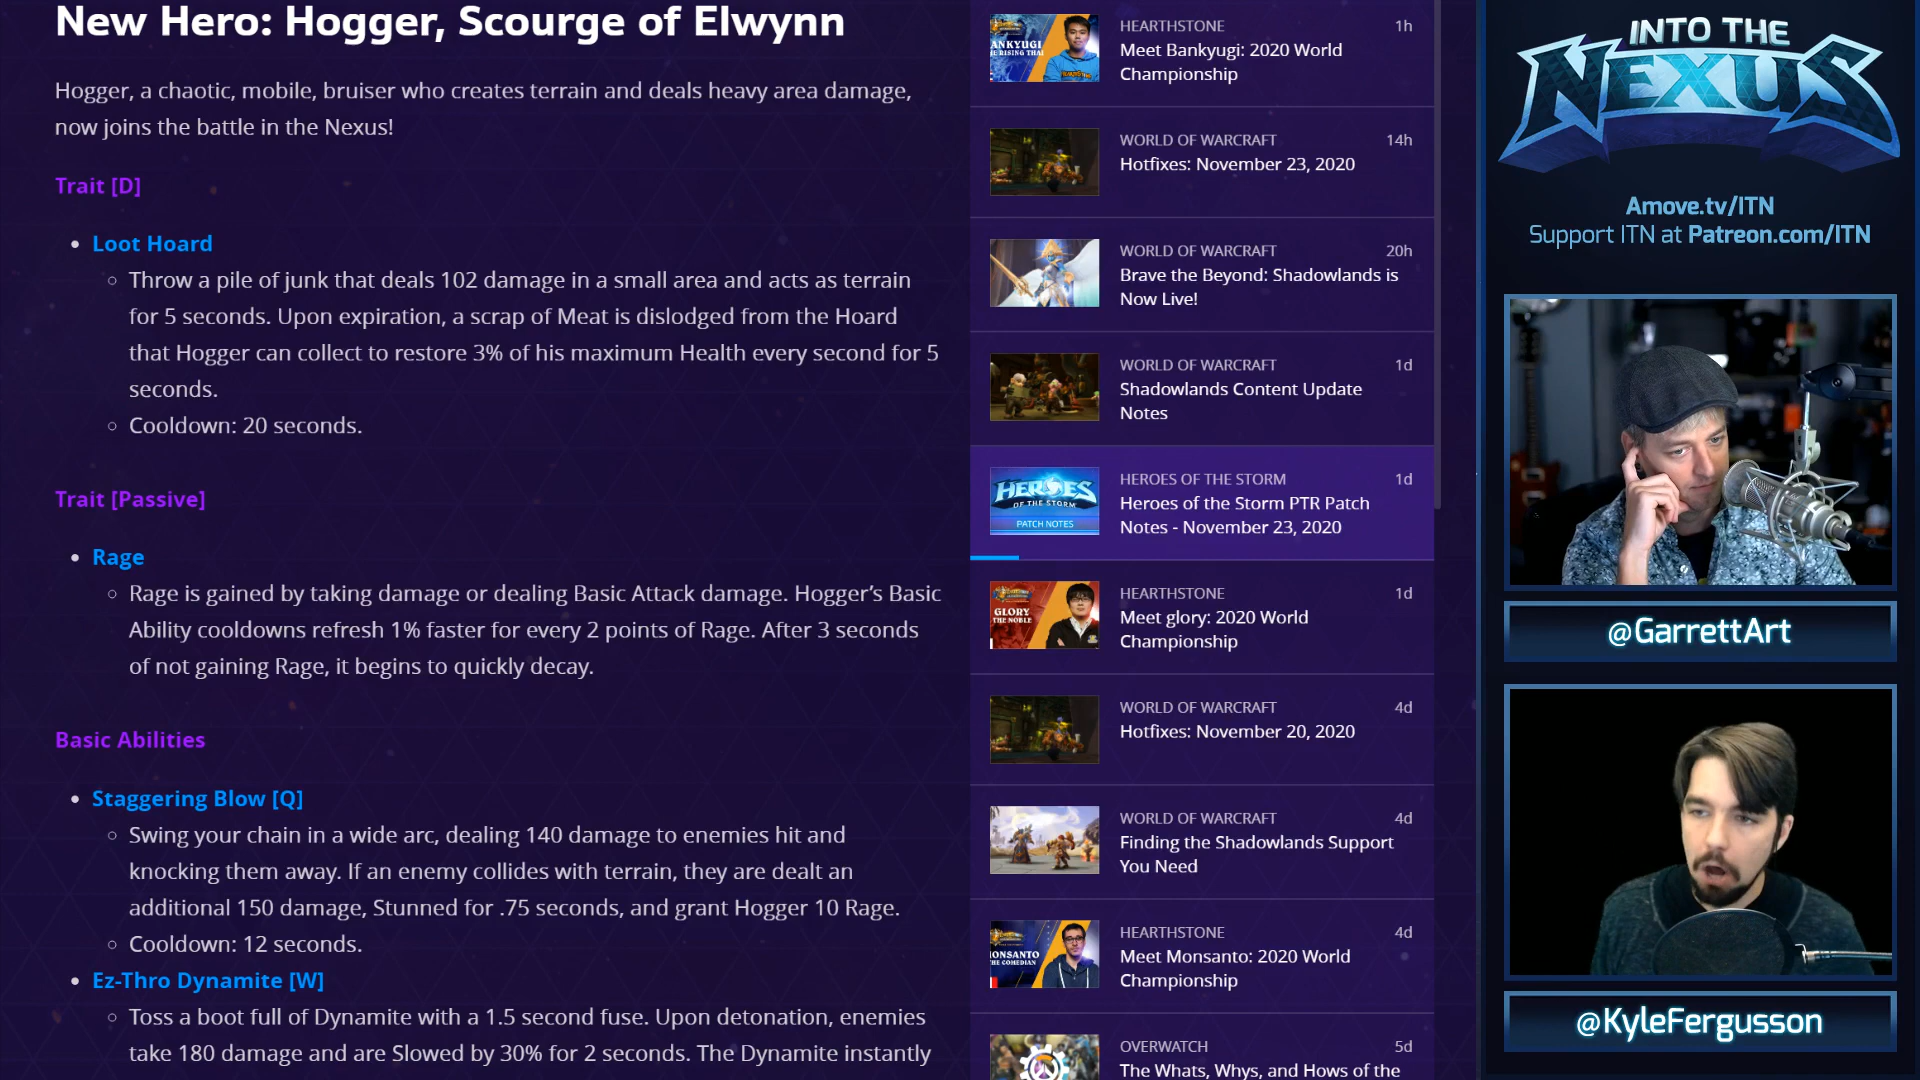 New Hero: Hogger, Scourge of Elwynn
Hogger, a chaotic, mobile, bruiser who creates terrain and deals heavy area damage,
now joins the battle in the Nexus!
Trait [D]
Loot Hoard
Throw a pile of junk that deals 102 damage in a small area and acts as terrain
for 5 seconds. Upon expiration, a scrap of Meat is dislodged from the Hoard
that Hogger can collect to restore 3% of his maximum Health every second for 5
seconds.
Cooldown: 20 seconds.
Trait [Passive]
Rage
Rage is gained by taking damage or dealing Basic Attack damage. Hogger’s Basic
Ability cooldowns refresh 1% faster for every 2 points of Rage. After 3 seconds
of not gaining Rage, it begins to quickly decay.
Basic Abilities
Staggering Blow [Q]
Swing your chain in a wide arc, dealing 140 damage to enemies hit and
knocking them away. If an enemy collides with terrain, they are dealt an
additional 150 damage, Stunned for .75 seconds, and grant Hogger 10 Rage.
Cooldown: 12 seconds.
Ez-Thro Dynamite [W]
Toss a boot full of Dynamite with a 1.5 second fuse. Upon detonation, enemies
take 180 damage and are Slowed by 30% for 2 seconds. The Dynamite instantly
HEARTHSTONE 1h
Meet Bankyugi: 2020 World
Championship
WORLD OF WARCRAFT 14h
Hotfixes: November 23, 2020
WORLD OF WARCRAFT 20h
Brave the Beyond: Shadowlands is
Now Live!
WORLD OF WARCRAFT 1d
Shadowlands Content Update
Notes
HEROES
OF THE STORM
PATCH NOTES
HEROES OF THE STORM 1d
Heroes of the Storm PTR Patch
Notes - November 23, 2020
GLORY
THE NOBLE
HEARTHSTONE 1d
Meet glory: 2020 World
Championship
WORLD OF WARCRAFT 4d
Hotfixes: November 20, 2020
WORLD OF WARCRAFT 4d
Finding the Shadowlands Support
You Need
ONSANTO
THE COMEDIAN
HEARTHSTONE 4d
Meet Monsanto: 2020 World
Championship
OVERWATCH 5d
The Whats, Whys, and Hows of the
INTO THE
NEXUS
Amove.tv/ITN
Support ITN at Patreon.com/ITN
@GarrettArt
@KyleFergusson